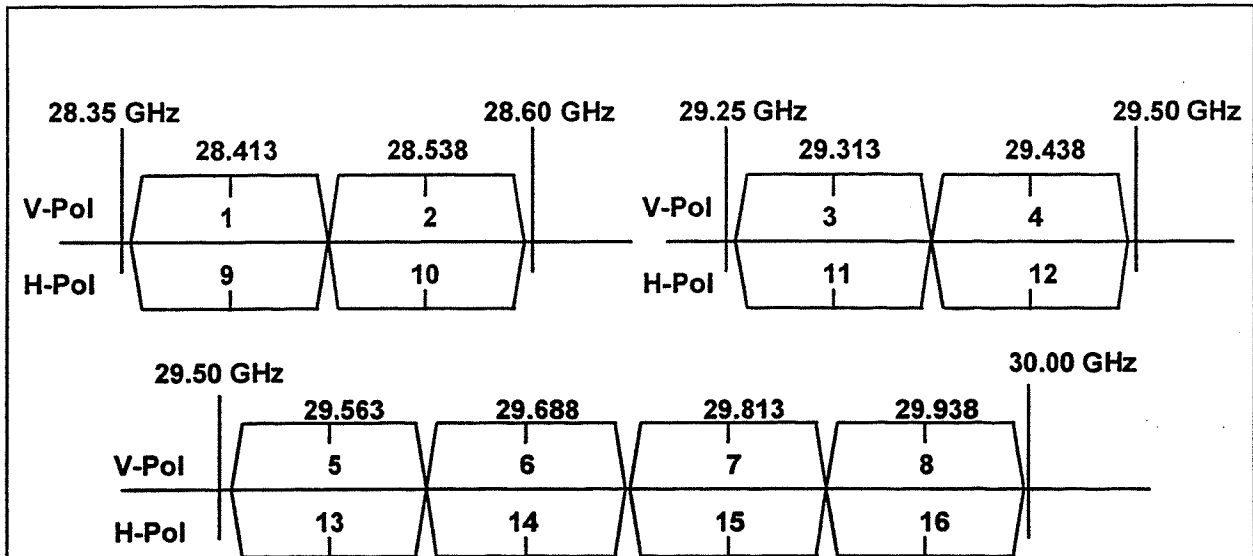 28.35 GHz 28.60 GHz 29.25 GHz 29.50 GHz
28.413 28.538 29.313 29.438
V-Pol 1 2 V-Pol 3 4
H-Pol 9 10 H-Pol 11 12
29.50 GHz 30.00 GHz
29.563 29.688 29.813 29.938
V-Pol 5 6 7 8
H-Pol 13 14 15 16